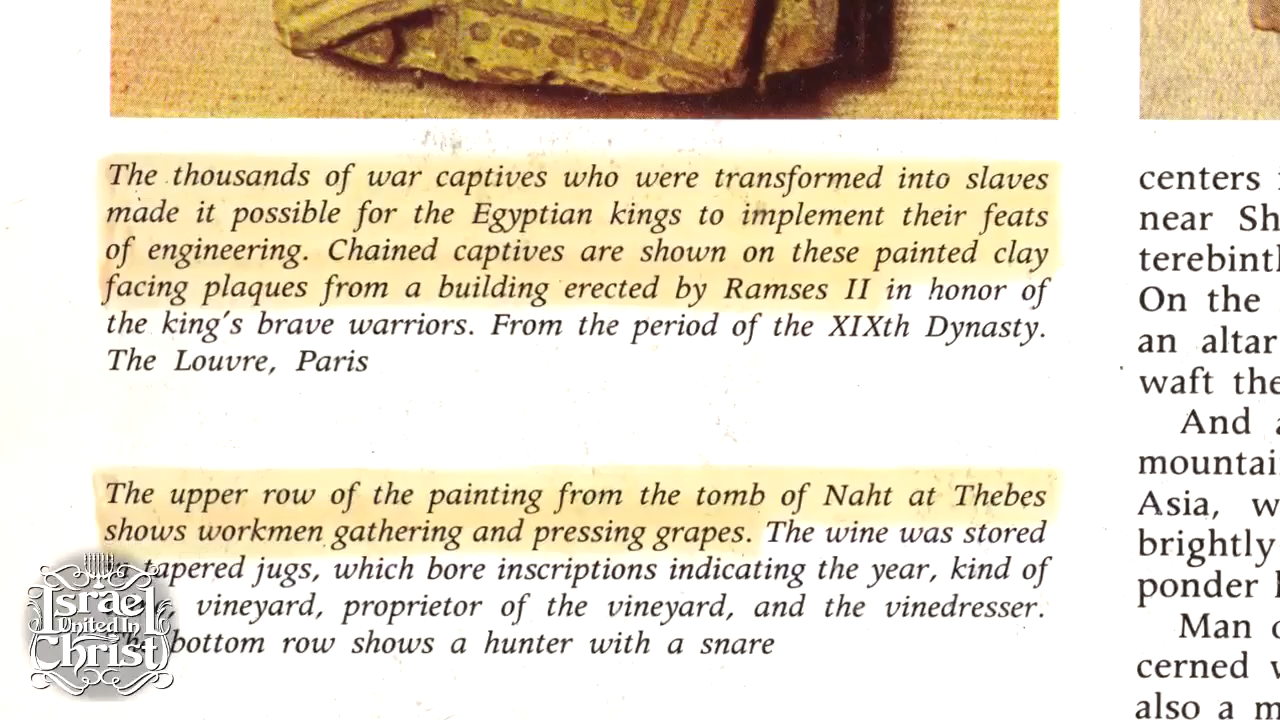 The thousands of war captives who were transformed into slaves
made it possible for the Egyptian kings to implement their feats
of engineering. Chained captives are shown on these painted clay
facing plaques from a building erected by Ramses II in honor of
the king's brave warriors. From the period of the XIXth Dynasty.
The Louvre, Paris
The upper row of the painting from the tomb of Naht at Thebes
shows workmen gathering and pressing grapes. The wine was stored
tapered jugs, which bore inscriptions indicating the year, kind of
vineyard, proprietor of the vineyard, and the vinedresser.
The bottom row shows a hunter with a snare
centers
near Sh
terebinth
On the
an altar
waft the
And a
mountai
Asia, w
brightly
ponder
Man
cerned
also a m
Israel
United In
Christ